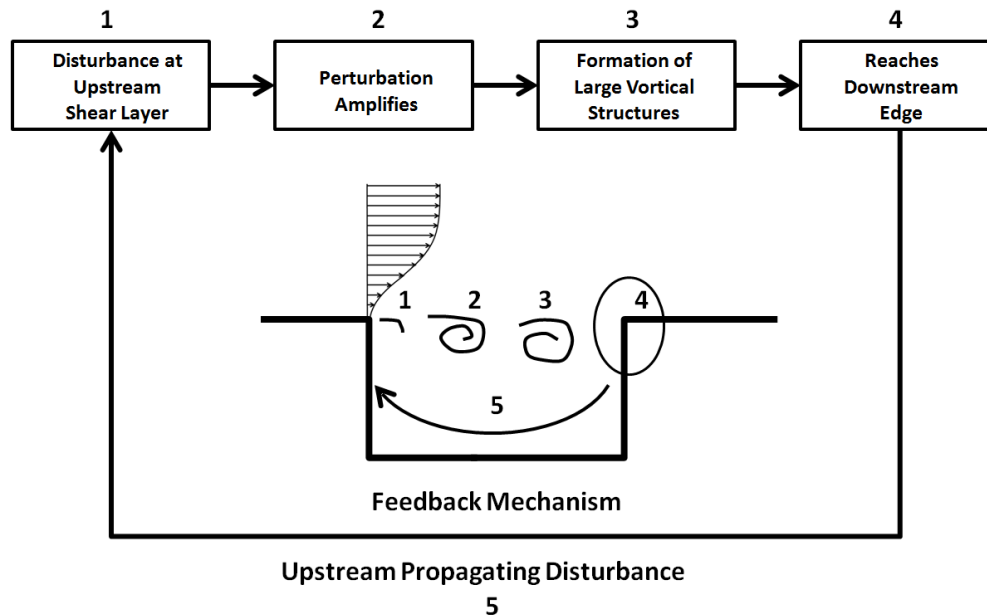 1
2
3
4
Disturbance at
Upstream
Shear Layer
Perturbation
Amplifies
Formation of
Large Vortical
Structures
Reaches
Downstream
Edge
1
2
3
4
5
Feedback Mechanism
Upstream Propagating Disturbance
5